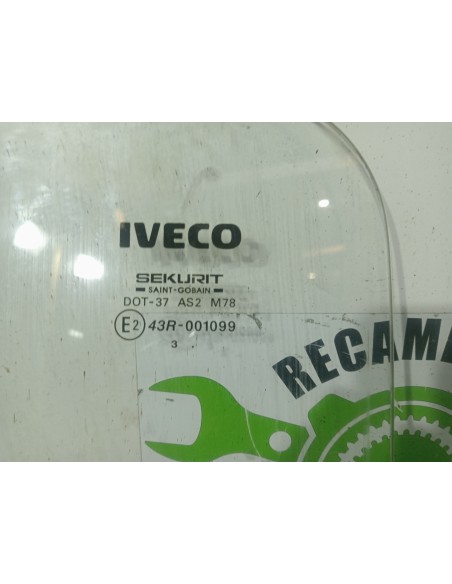 IVECO
SEKURIT
SAINT-GOBAIN
DOT-37 AS2 M78
E2 43R-001099
3
RECAM